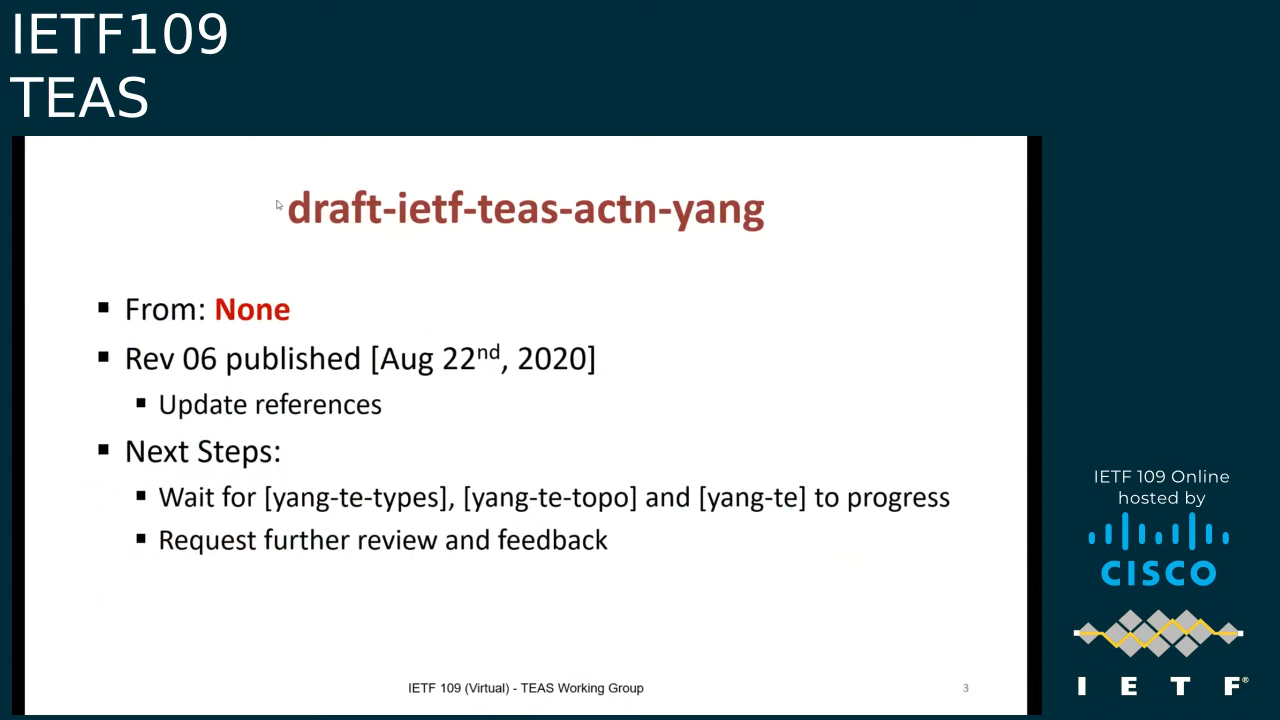 IETF109
TEAS
draft-ietf-teas-actn-yang
▪ From: None
▪ Rev 06 published [Aug 22nd, 2020]
▪ Update references
▪ Next Steps:
▪ Wait for [yang-te-types], [yang-te-topo] and [yang-te] to progress
▪ Request further review and feedback
IETF 109 (Virtual) - TEAS Working Group
3
IETF 109 Online
hosted by
CISCO
I E T F®